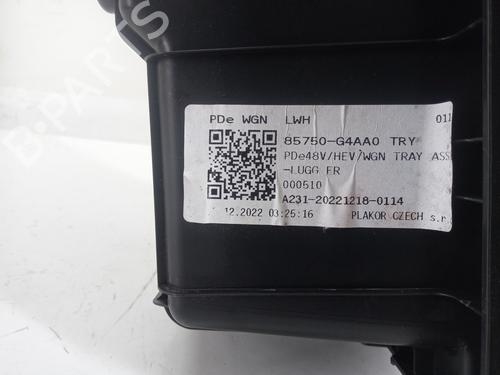 PDe WGN LWH 011
85750-G4AA0 TRY
PDe48V/HEV/WGN TRAY ASS
-LUGG FR
000510
A231-20221218-0114
.12.2022 03:25:16 PLAKOR CZECH s.r.
PARTS